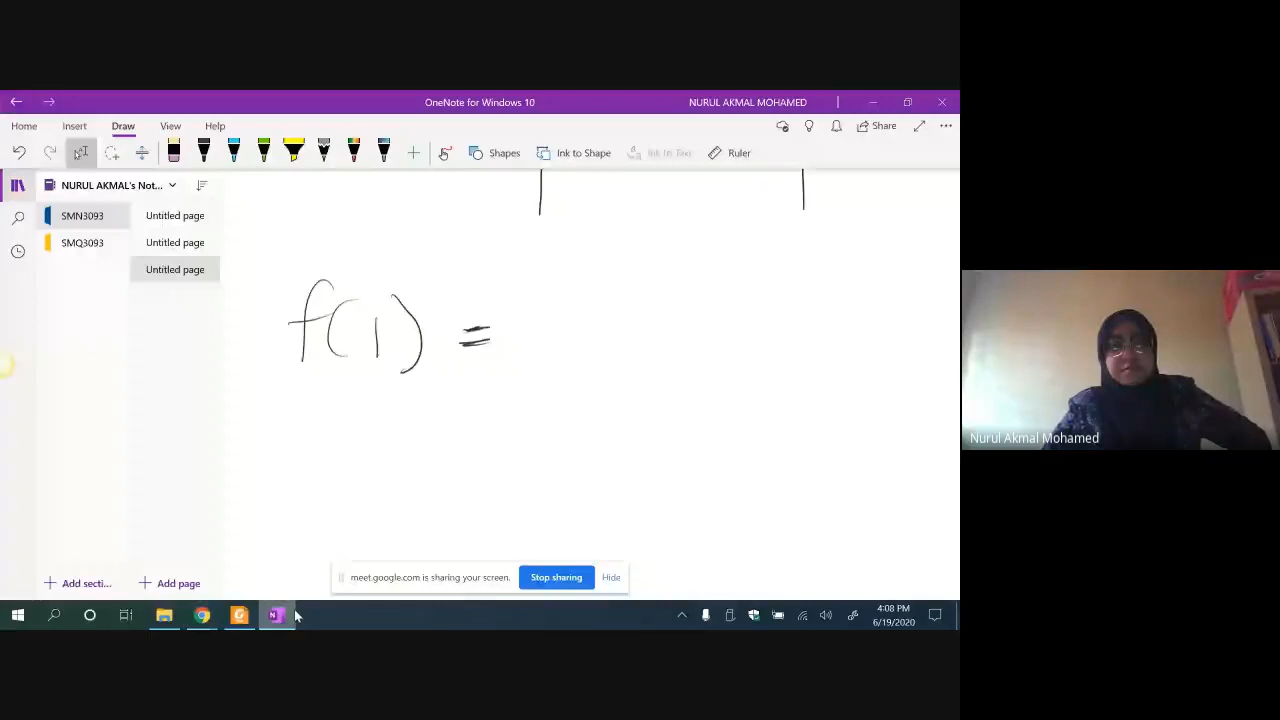 OneNote for Windows 10
NURUL AKMAL MOHAMED
Home Insert Draw View Help
Share
Shapes Ink to Shape Ink to Text Ruler
NURUL AKMAL's Not...
SMN3093
SMQ3093
Untitled page
Untitled page
Untitled page
f(1) =
Nurul Akmal Mohamed
meet.google.com is sharing your screen. Stop sharing Hide
+ Add secti... + Add page
4:08 PM
6/19/2020